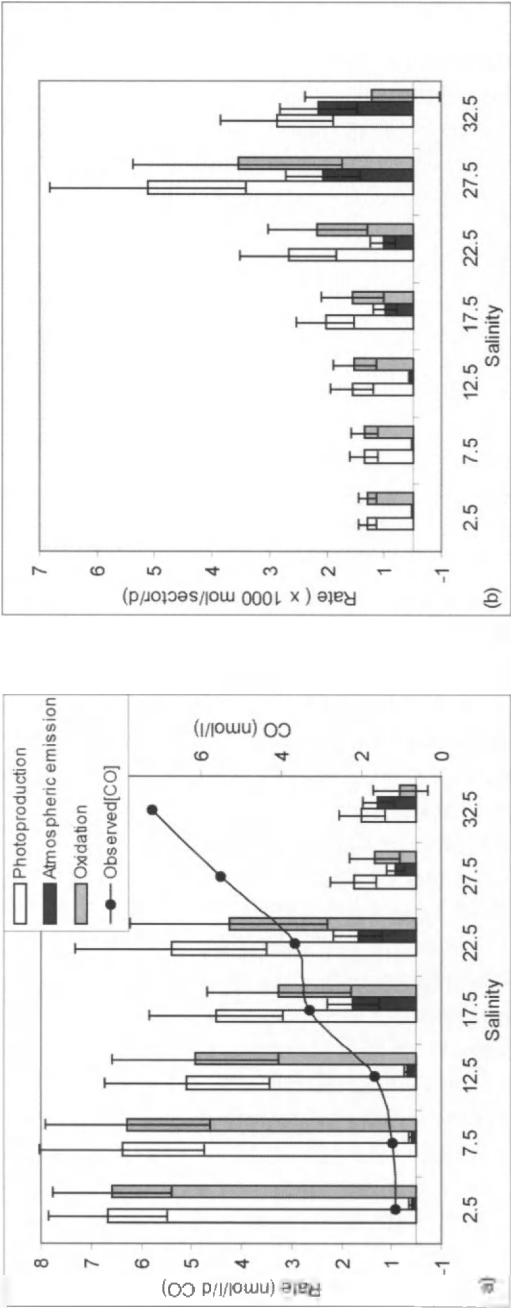 Photoproduction
Atmospheric emission
Oxidation
Observed[CO]
8
7
6
5
4
3
2
1
Rate (nmol/l/d CO)
CO (nmol/l)
6
4
2
0
2.5 7.5 12.5 17.5 22.5 27.5 32.5
Salinity
a)
7
6
5
4
3
2
1
-1
Rate ( x 1000 mol/sector/d)
2.5 7.5 12.5 17.5 22.5 27.5 32.5
Salinity
(b)